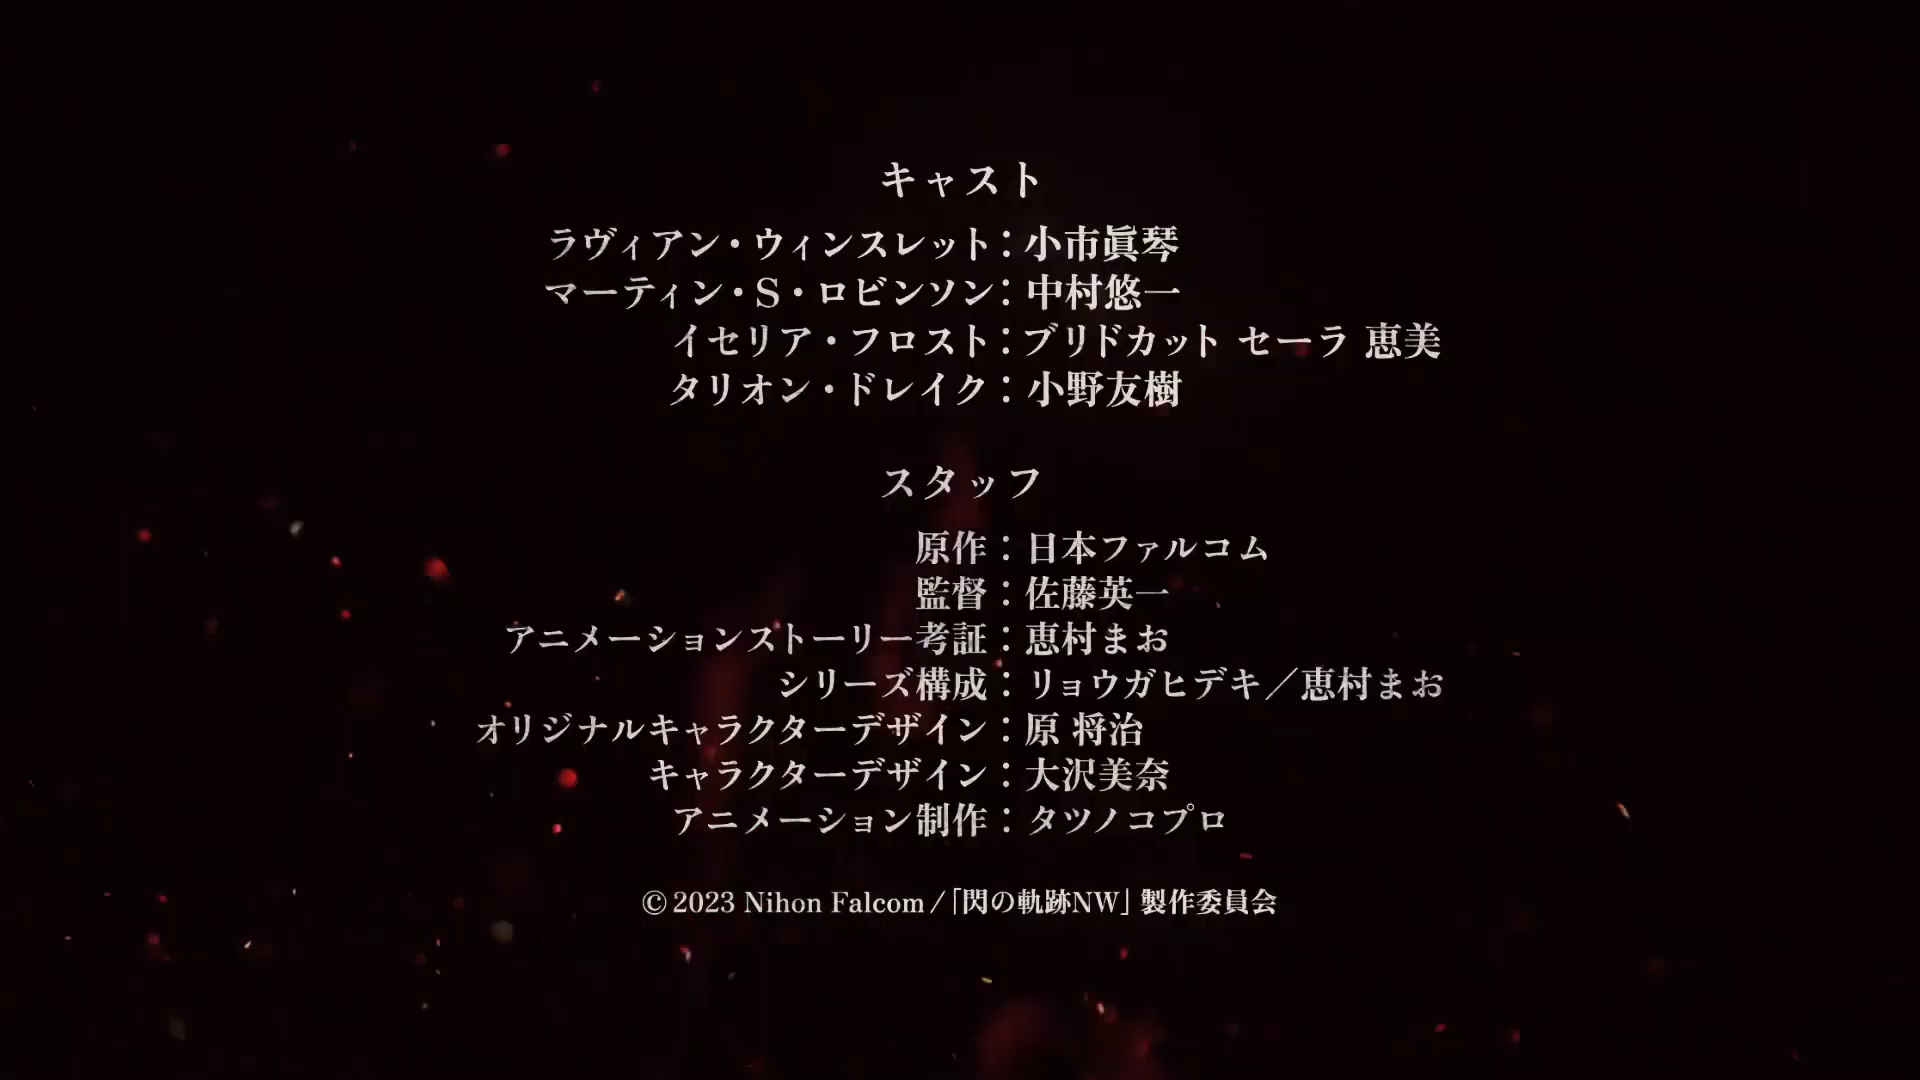 キャスト
ラヴィアン・ウィンスレット：小市眞琴
マーティン・S・ロビンソン：中村悠一
イセリア・フロスト：ブリドカット セーラ 恵美
タリオン・ドレイク：小野友樹
スタッフ
原作：日本ファルコム
監督：佐藤英一
アニメーションストーリー考証：恵村まお
シリーズ構成：リョウガヒデキ／恵村まお
オリジナルキャラクターデザイン：原 将治
キャラクターデザイン：大沢美奈
アニメーション制作：タツノコプロ
© 2023 Nihon Falcom /「閃の軌跡NW」製作委員会